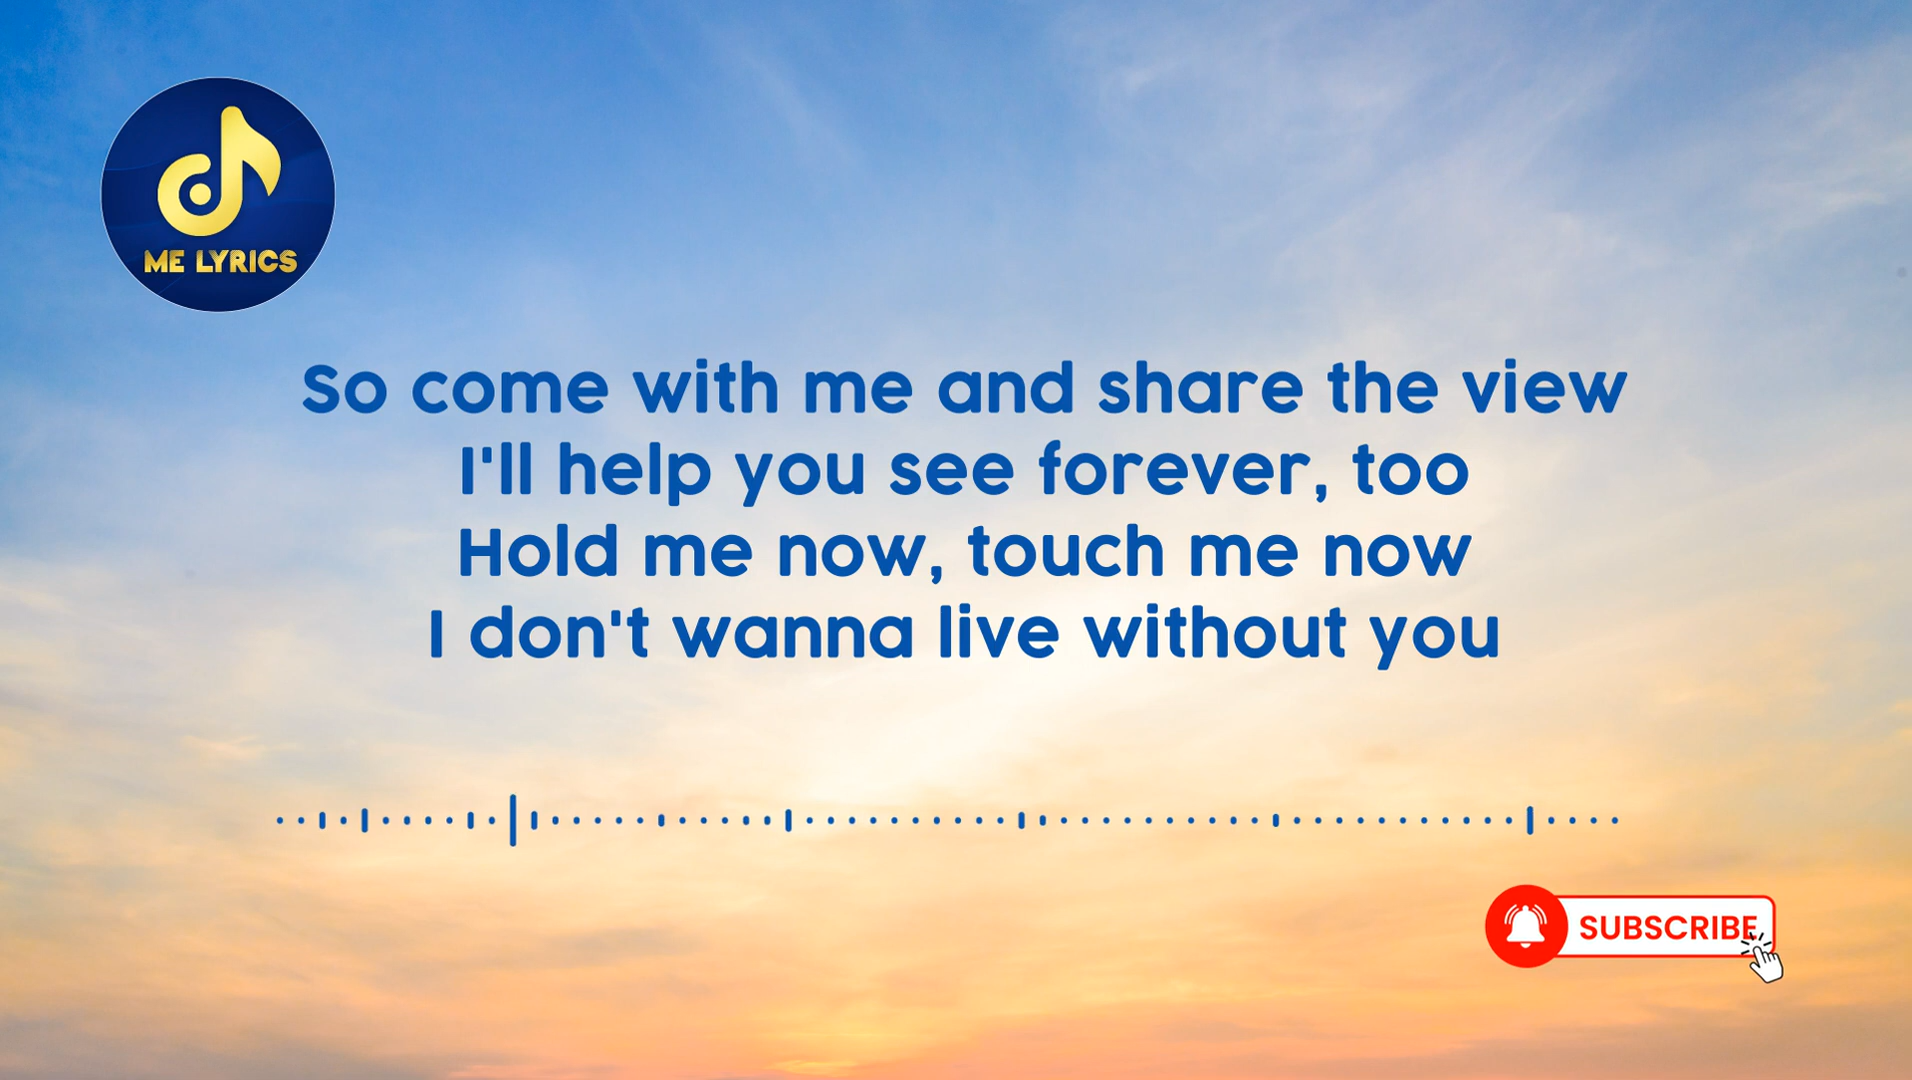 ME LYRICS
So come with me and share the view
I'll help you see forever, too
Hold me now, touch me now
I don't wanna live without you
SUBSCRIBE